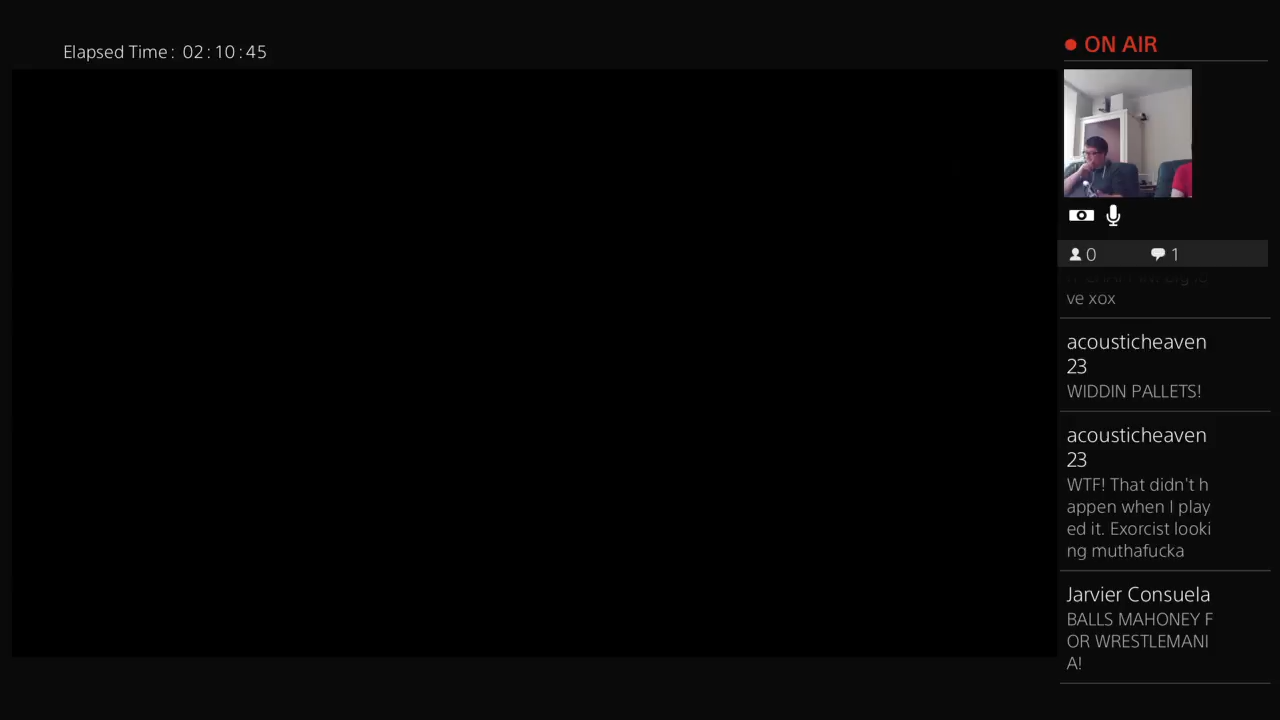 Elapsed Time: 02:10:45
ON AIR
0 1
ve xox
acousticheaven
23
WIDDIN PALLETS!
acousticheaven
23
WTF! That didn't h
appen when I play
ed it. Exorcist looki
ng muthafucka
Jarvier Consuela
BALLS MAHONEY F
OR WRESTLEMANI
A!